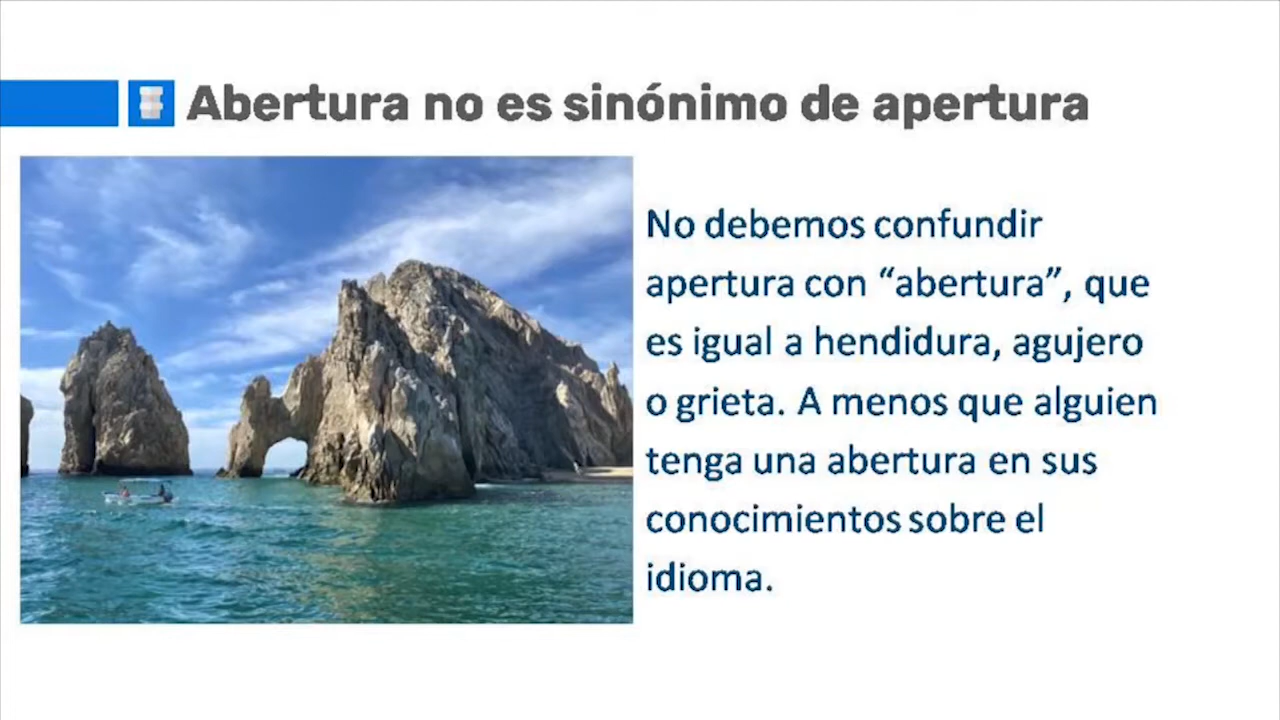 Abertura no es sinónimo de apertura
No debemos confundir
apertura con “abertura”, que
es igual a hendidura, agujero
o grieta. A menos que alguien
tenga una abertura en sus
conocimientos sobre el
idioma.